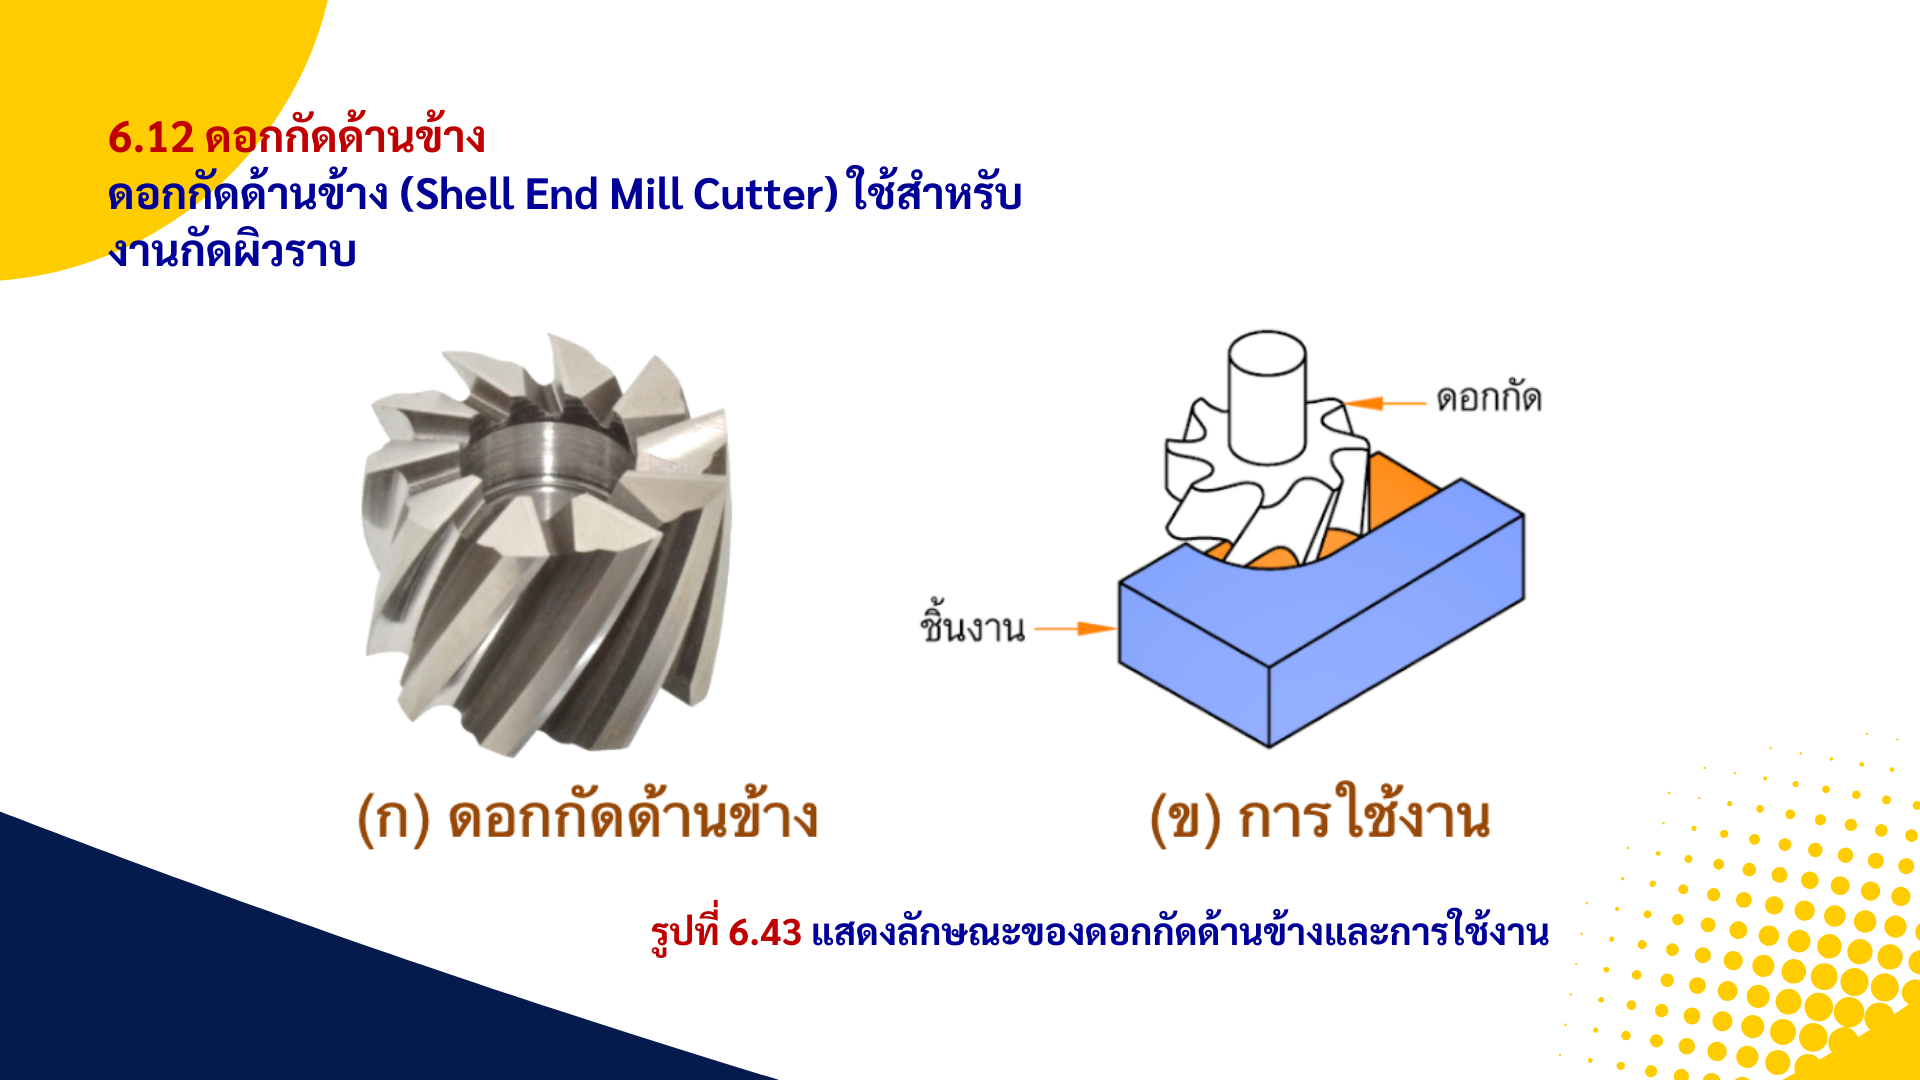 6.12 ดอกกัดด้านข้าง
ดอกกัดด้านข้าง (Shell End Mill Cutter) ใช้สำหรับ
งานกัดผิวราบ
ดอกกัด
ชิ้นงาน
(ก) ดอกกัดด้านข้าง
(ข) การใช้งาน
รูปที่ 6.43 แสดงลักษณะของดอกกัดด้านข้างและการใช้งาน